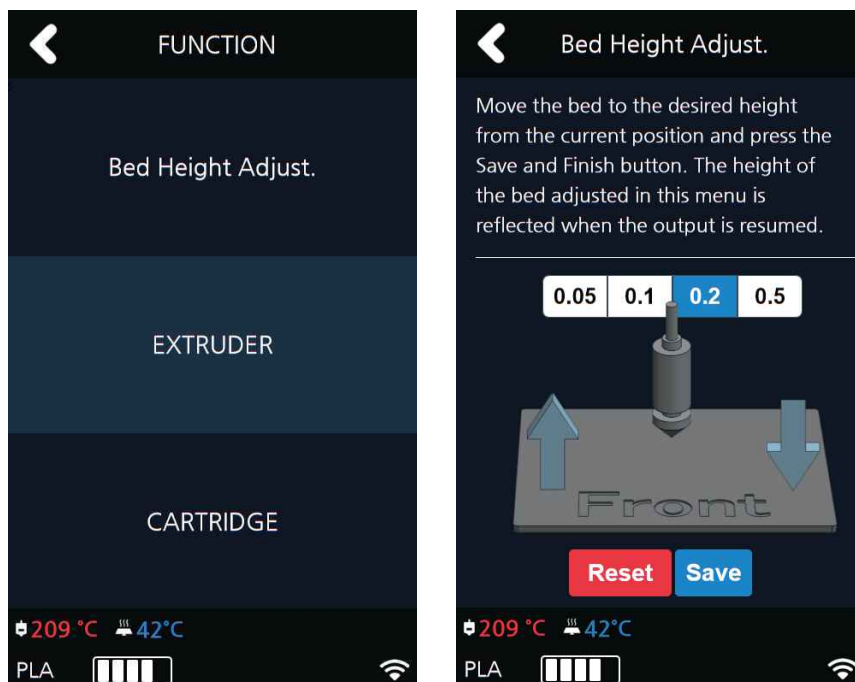 FUNCTION
Bed Height Adjust.
EXTRUDER
CARTRIDGE
209 °C 42°C
PLA
Bed Height Adjust.
Move the bed to the desired height
from the current position and press the
Save and Finish button. The height of
the bed adjusted in this menu is
reflected when the output is resumed.
0.05 0.1 0.2 0.5
Front
Reset Save
209 °C 42°C
PLA